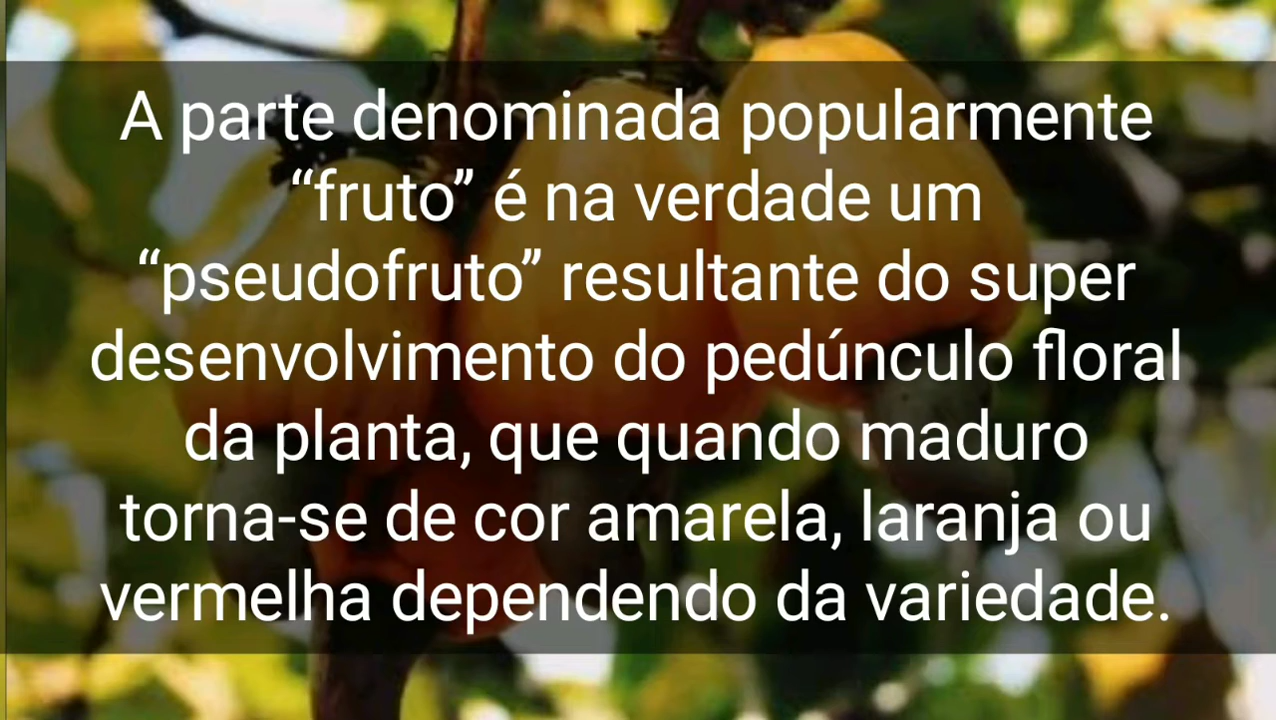 A parte denominada popularmente
“fruto” é na verdade um
“pseudofruto” resultante do super
desenvolvimento do pedúnculo floral
da planta, que quando maduro
torna-se de cor amarela, laranja ou
vermelha dependendo da variedade.